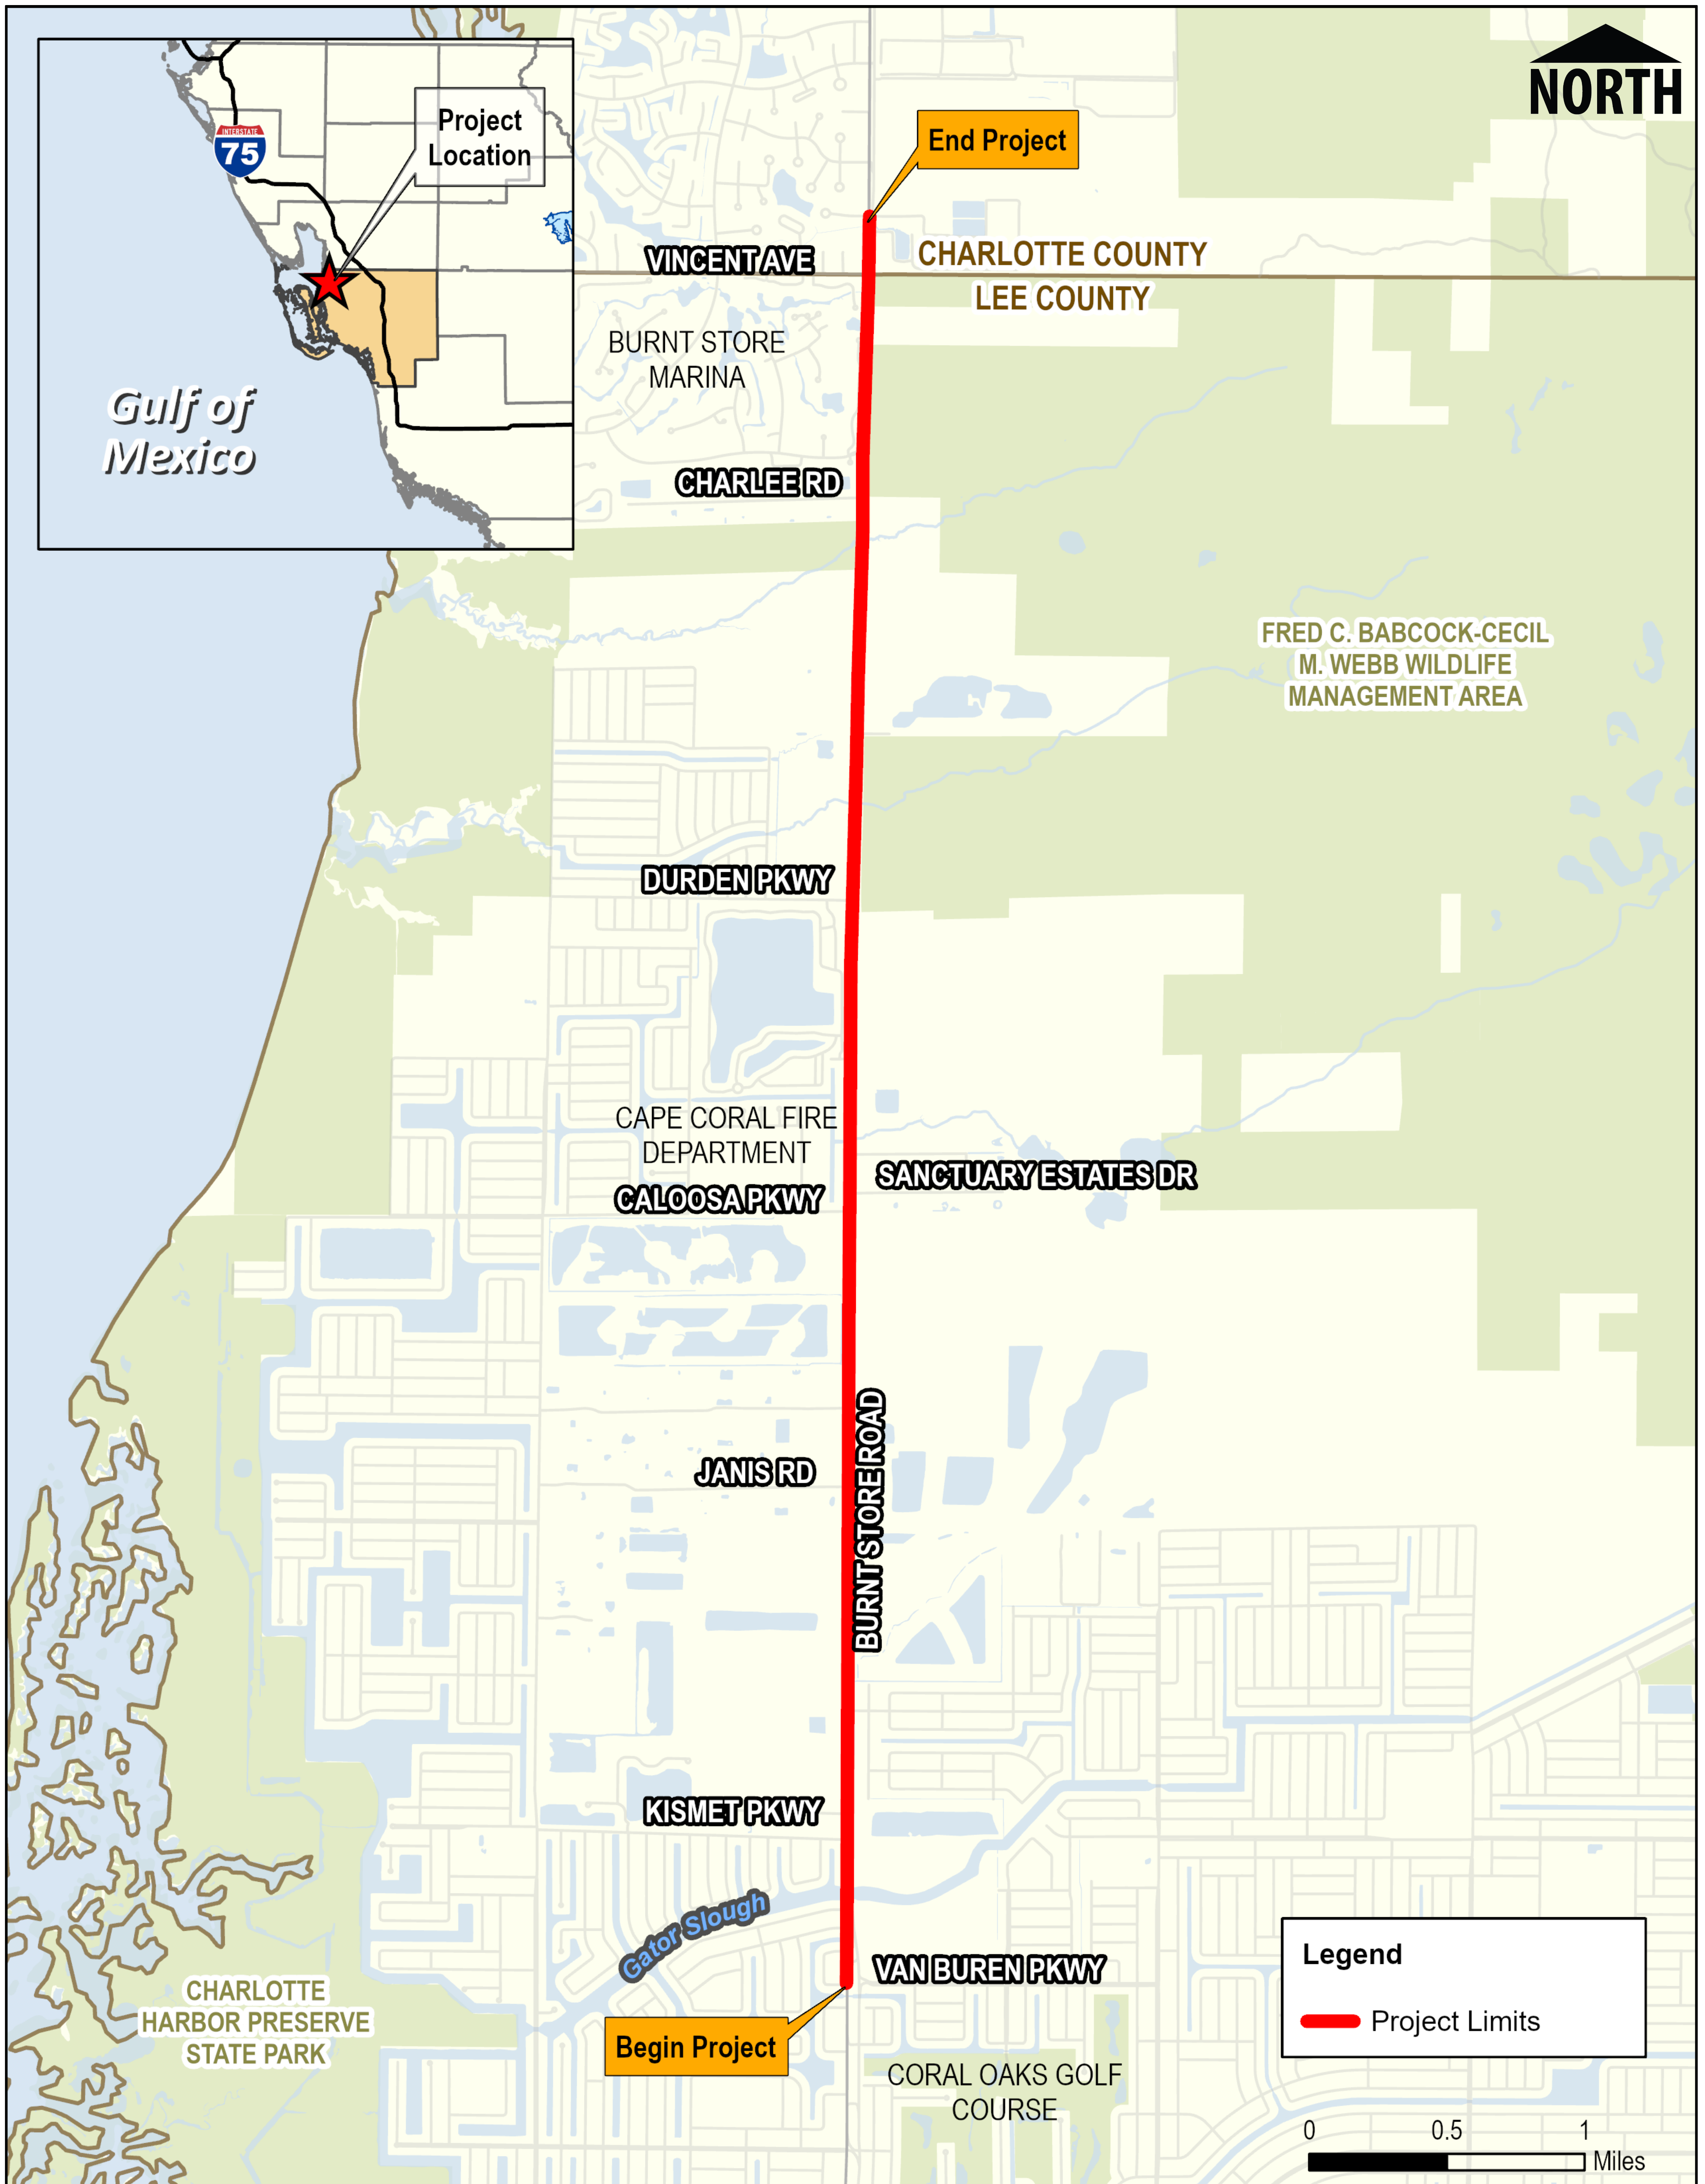 NORTH
Project
Location
INTERSTATE
75
Gulf of
Mexico
End Project
VINCENT AVE
CHARLOTTE COUNTY
LEE COUNTY
BURNT STORE
MARINA
CHARLEE RD
FRED C. BABCOCK-CECIL
M. WEBB WILDLIFE
MANAGEMENT AREA
DURDEN PKWY
CAPE CORAL FIRE
DEPARTMENT
SANCTUARY ESTATES DR
CALOOSA PKWY
BURNT STORE ROAD
JANIS RD
KISMET PKWY
Gator Slough
VAN BUREN PKWY
CHARLOTTE
HARBOR PRESERVE
STATE PARK
Begin Project
CORAL OAKS GOLF
COURSE
Legend
Project Limits
0 0.5 1
Miles